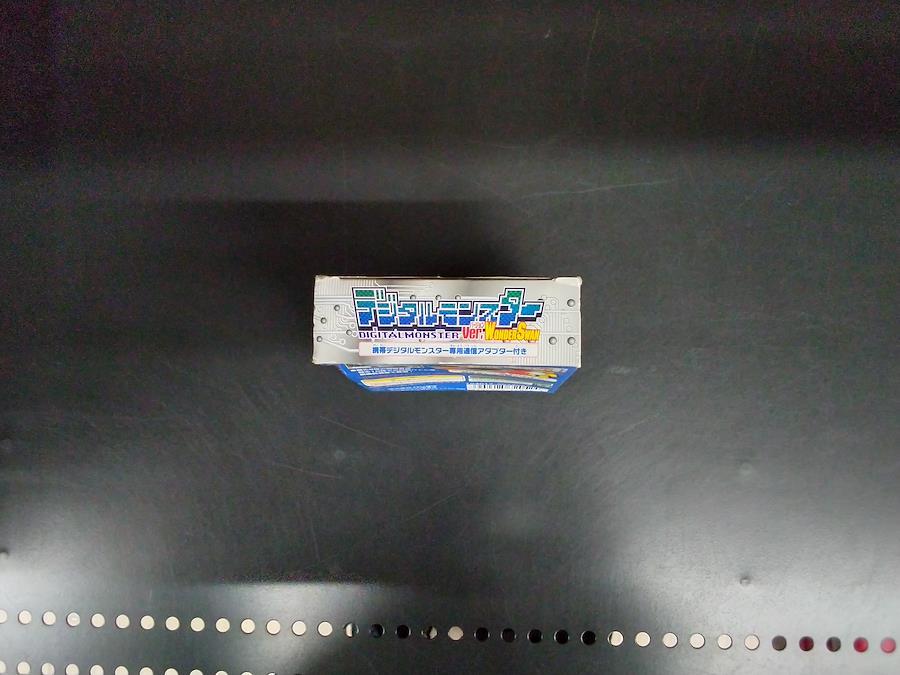 デジタルモンスター
DIGITALMONSTER Ver. WONDERSWAN
携帯デジタルモンスター専用通信アダプター付き